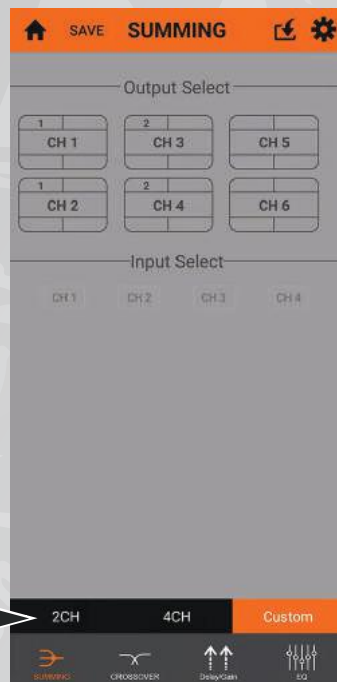 SAVE SUMMING
Output Select
1 2
CH 1 CH 3 CH 5
1 2
CH 2 CH 4 CH 6
Input Select
CH 1 CH 2 CH 3 CH 4
2CH 4CH Custom
SUMMING CROSSOVER Delay/Gain EQ